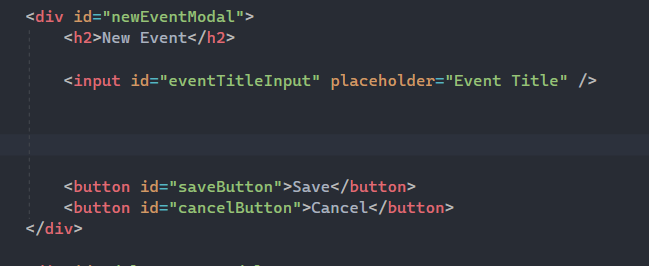 <div id="newEventModal">
<h2>New Event</h2>
<input id="eventTitleInput" placeholder="Event Title" />
<button id="saveButton">Save</button>
<button id="cancelButton">Cancel</button>
</div>